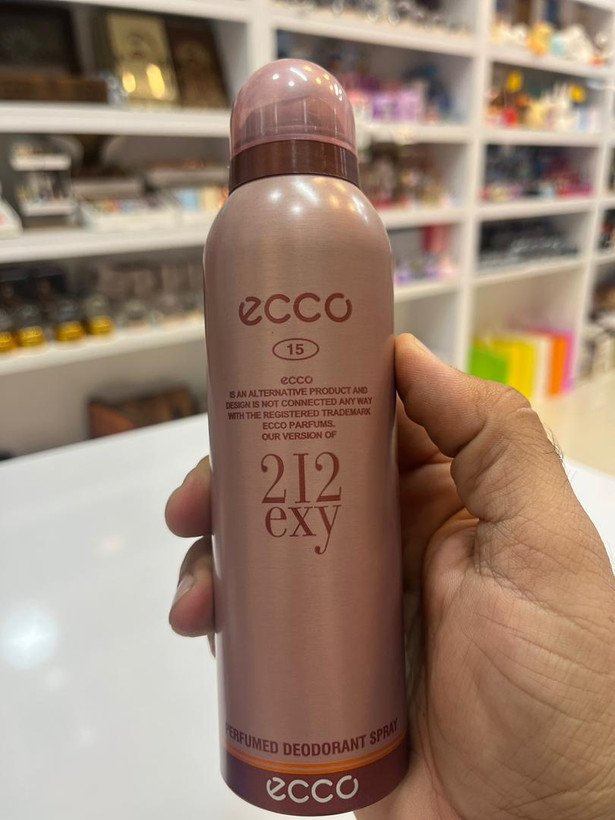 ecco
15
ecco
IS AN ALTERNATIVE PRODUCT AND
DESIGN IS NOT CONNECTED ANY WAY
WITH THE REGISTERED TRADEMARK
ECCO PARFUMS.
OUR VERSION OF
212
exy
PERFUMED DEODORANT SPRAY
ecco